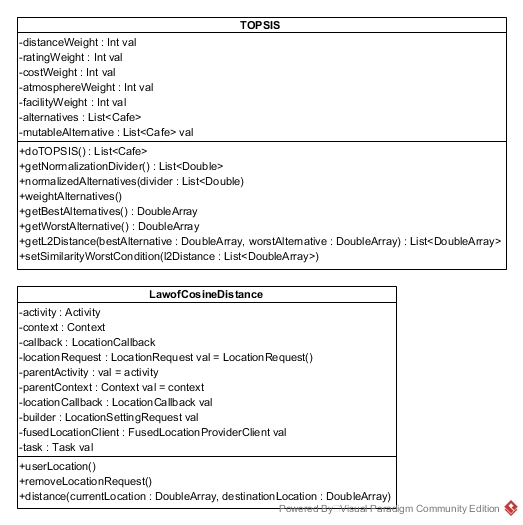 TOPSIS
-distanceWeight : Int val
-ratingWeight : Int val
-costWeight : Int val
-atmosphereWeight : Int val
-facilityWeight : Int val
-alternatives : List<Cafe>
-mutableAlternative : List<Cafe> val
+doTOPSIS() : List<Cafe>
+getNormalizationDivider() : List<Double>
+normalizedAlternatives(divider : List<Double)
+weightAlternatives()
+getBestAlternatives() : DoubleArray
+getWorstAlternative() : DoubleArray
+getL2Distance(bestAlternative : DoubleArray, worstAlternative : DoubleArray) : List<DoubleArray>
+setSimilarityWorstCondition(l2Distance : List<DoubleArray>)
LawofCosineDistance
-activity : Activity
-context : Context
-callback : LocationCallback
-locationRequest : LocationRequest val = LocationRequest()
-parentActivity : val = activity
-parentContext : Context val = context
-locationCallback : LocationCallback val
-builder : LocationSettingRequest val
-fusedLocationClient : FusedLocationProviderClient val
-task : Task val
+userLocation()
+removeLocationRequest()
+distance(currentLocation : DoubleArray, destinationLocation : DoubleArray)
Powered By Visual Paradigm Community Edition